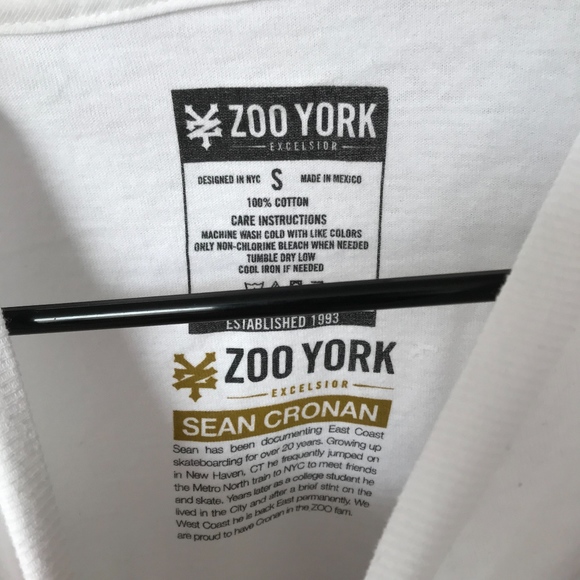 ZOO YORK
EXCELSIOR
DESIGNED IN NYC S MADE IN MEXICO
100% COTTON
CARE INSTRUCTIONS
MACHINE WASH COLD WITH LIKE COLORS
ONLY NON-CHLORINE BLEACH WHEN NEEDED
TUMBLE DRY LOW
COOL IRON IF NEEDED
ESTABLISHED 1993
ZOO YORK
EXCELSIOR
SEAN CRONAN
Sean has been documenting East Coast
skateboarding for over 20 years. Growing up
in New Haven, CT he frequently jumped on
the Metro North train to NYC to meet friends
and skate. Years later as a college student he
lived in the City and after a brief stint on the
West Coast he is back East permanently. We
are proud to have Cronan in the ZOO fam.